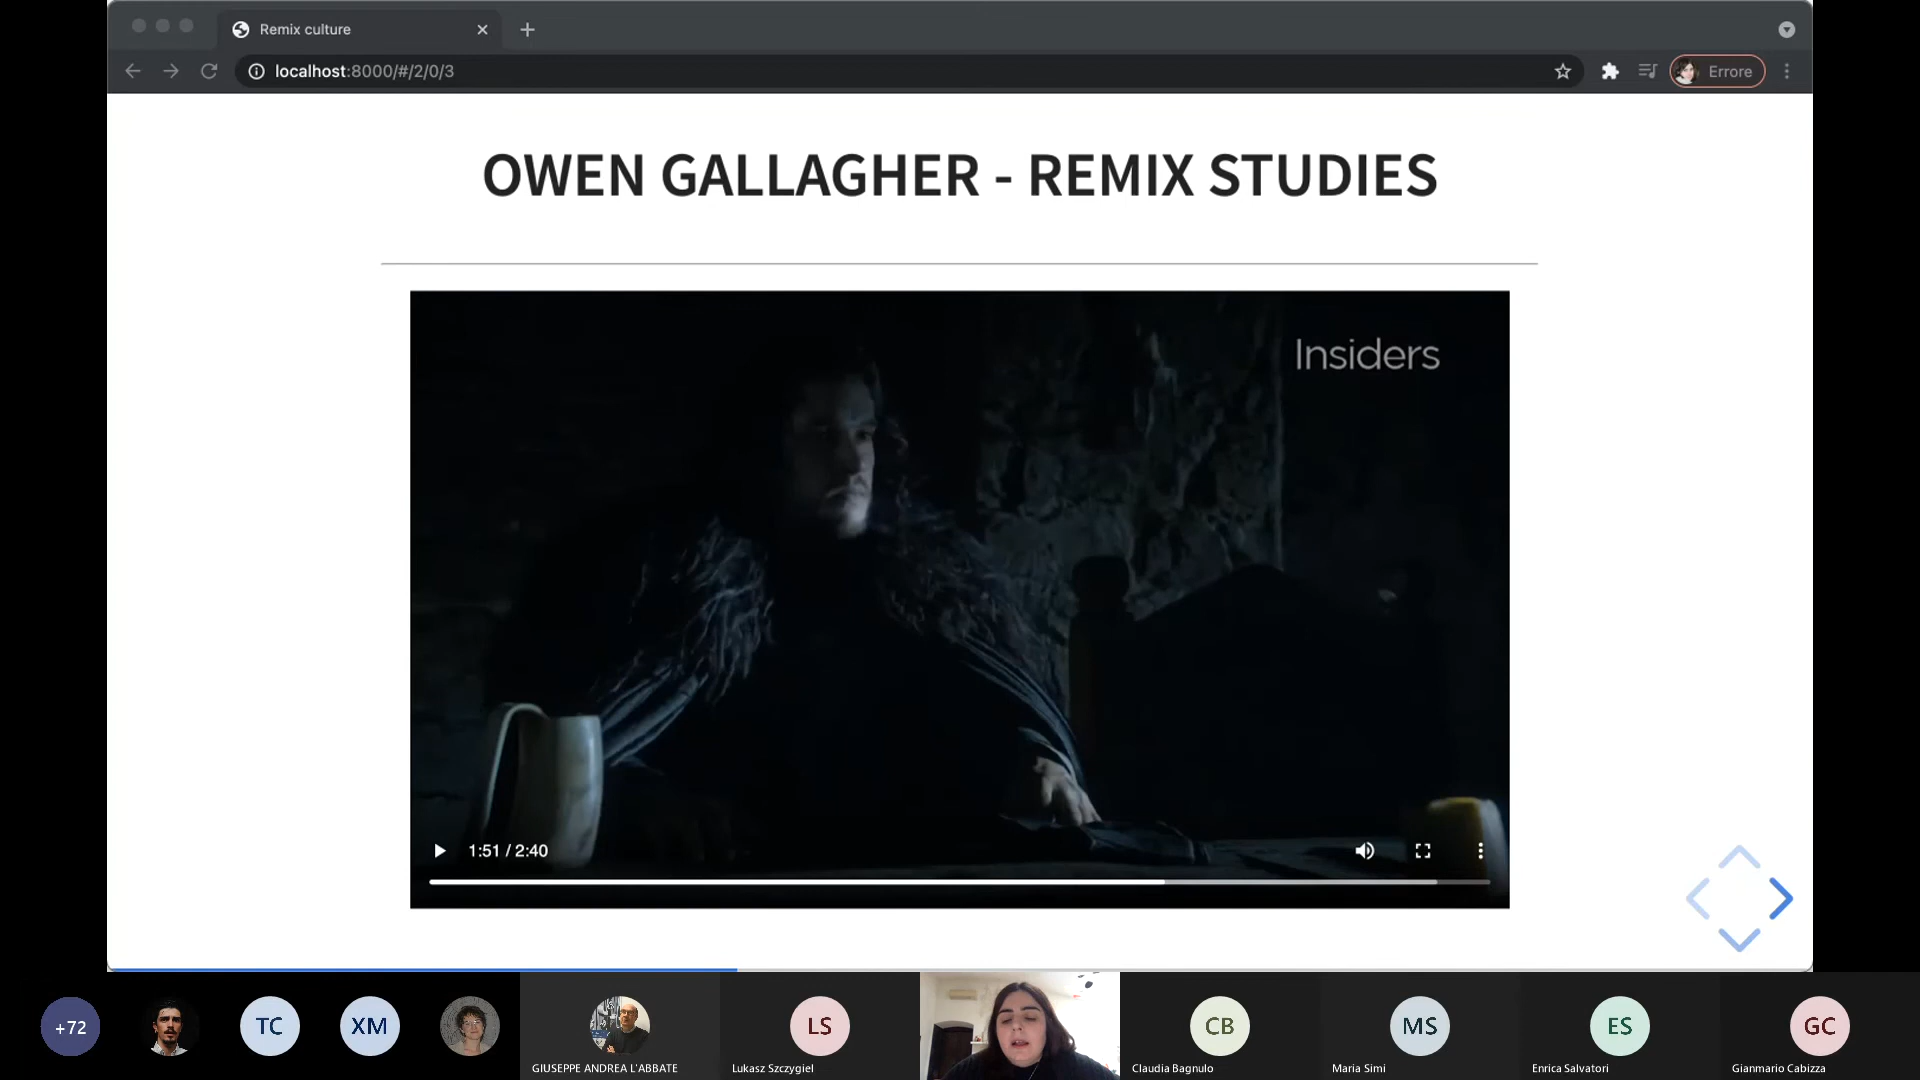 Remix culture
localhost:8000/#/2/0/3
Errore
OWEN GALLAGHER - REMIX STUDIES
Insiders
1:51 / 2:40
+72
TC
XM
GIUSEPPE ANDREA L'ABBATE
LS
Lukasz Szczygiel
CB
Claudia Bagnulo
MS
Maria Simi
ES
Enrica Salvatori
GC
Gianmario Cabizza